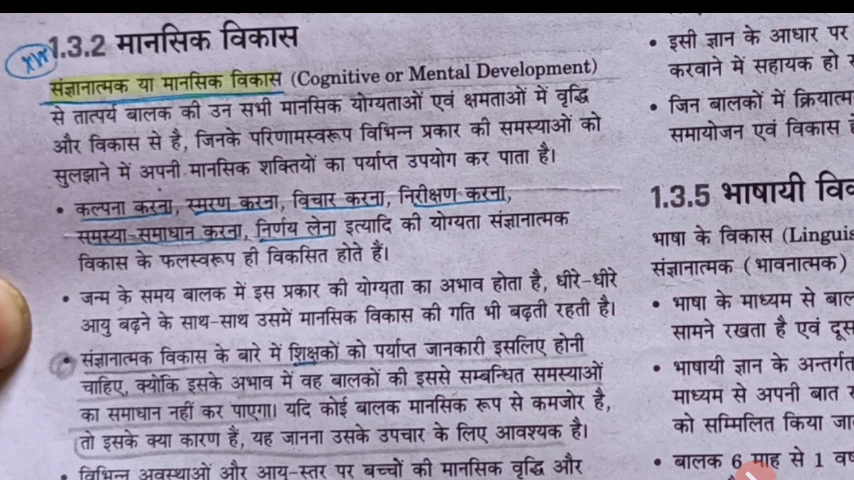 1.3.2 मानसिक विकास
संज्ञानात्मक या मानसिक विकास (Cognitive or Mental Development)
से तात्पर्य बालक की उन सभी मानसिक योग्यताओं एवं क्षमताओं में वृद्धि
और विकास से है, जिनके परिणामस्वरूप विभिन्न प्रकार की समस्याओं को
सुलझाने में अपनी मानसिक शक्तियों का पर्याप्त उपयोग कर पाता है।
• कल्पना करना, स्मरण करना, विचार करना, निरीक्षण करना,
समस्या-समाधान करना, निर्णय लेना इत्यादि की योग्यता संज्ञानात्मक
विकास के फलस्वरूप ही विकसित होते हैं।
• जन्म के समय बालक में इस प्रकार की योग्यता का अभाव होता है, धीरे-धीरे
आयु बढ़ने के साथ-साथ उसमें मानसिक विकास की गति भी बढ़ती रहती है।
• संज्ञानात्मक विकास के बारे में शिक्षकों को पर्याप्त जानकारी इसलिए होनी
चाहिए, क्योंकि इसके अभाव में वह बालकों की इससे सम्बन्धित समस्याओं
का समाधान नहीं कर पाएगा। यदि कोई बालक मानसिक रूप से कमजोर है,
तो इसके क्या कारण हैं, यह जानना उसके उपचार के लिए आवश्यक है।
• विभिन्न अवस्थाओं और आयु-स्तर पर बच्चों की मानसिक वृद्धि और
• इसी ज्ञान के आधार पर
करवाने में सहायक हो
• जिन बालकों में क्रियात्म
समायोजन एवं विकास
1.3.5 भाषायी वि
भाषा के विकास (Linguis
संज्ञानात्मक (भावनात्मक)
• भाषा के माध्यम से बाल
सामने रखता है एवं दूस
• भाषायी ज्ञान के अन्तर्गत
माध्यम से अपनी बात
को सम्मिलित किया जा
• बालक 6 माह से 1 वर्ष